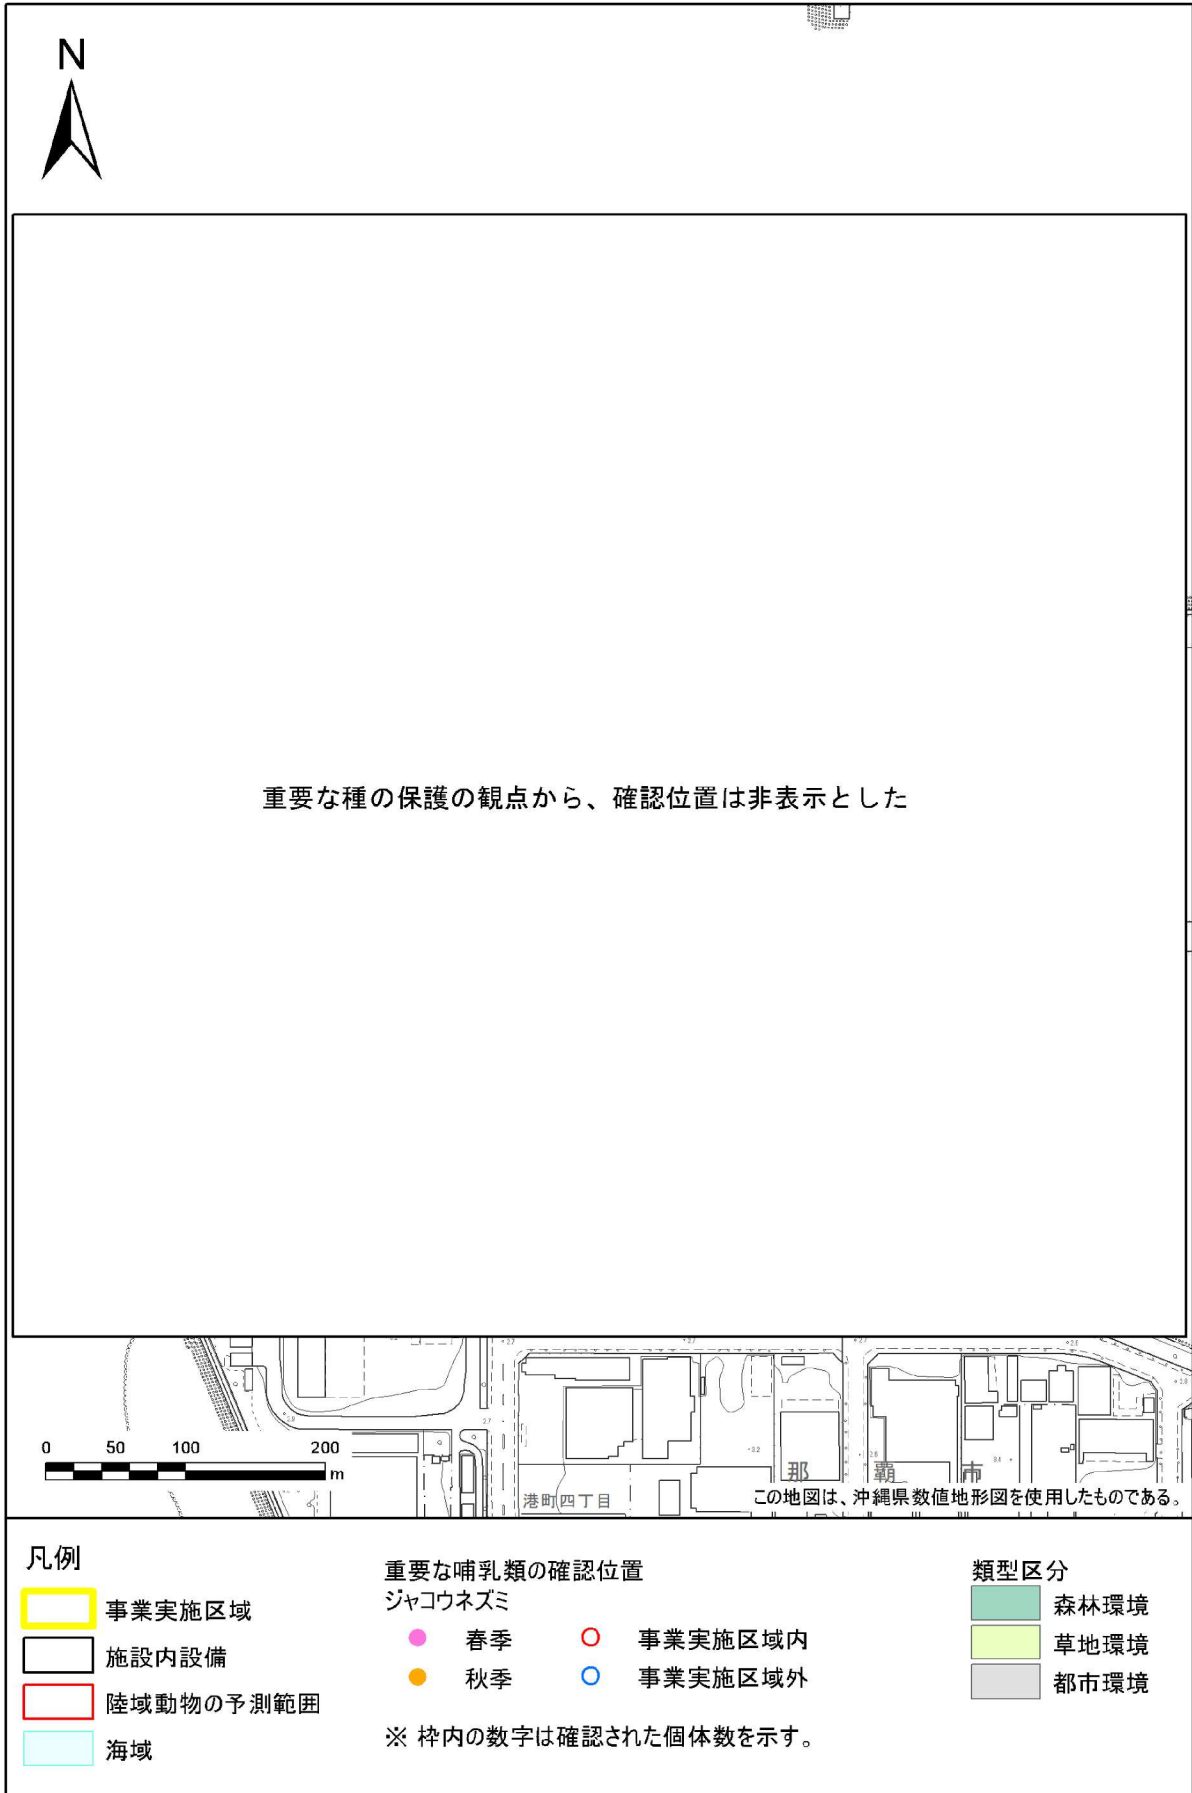 N
重要な種の保護の観点から、確認位置は非表示とした
0 50 100 200
m
港町四丁目
那覇市
この地図は、沖縄県数値地形図を使用したものである。
凡例
事業実施区域
施設内設備
陸域動物の予測範囲
海域
重要な哺乳類の確認位置
ジャコウネズミ
春季
事業実施区域内
秋季
事業実施区域外
※ 枠内の数字は確認された個体数を示す。
類型区分
森林環境
草地環境
都市環境